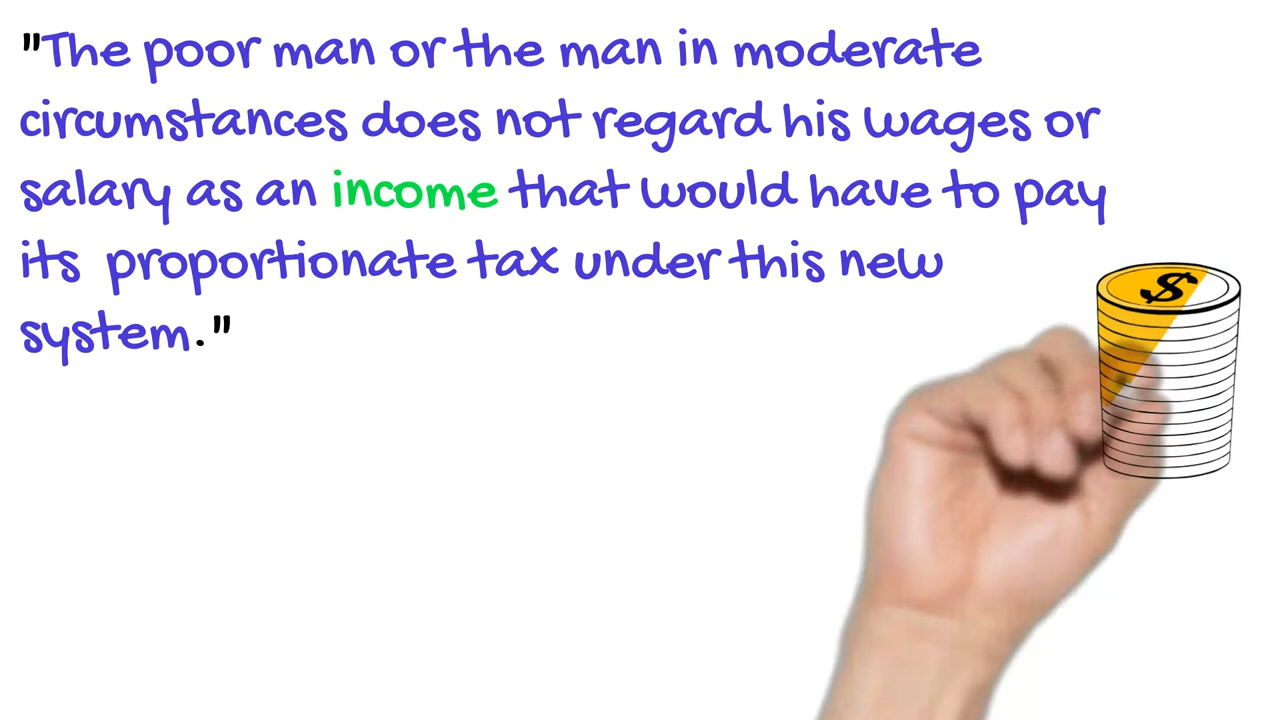 "The poor man or the man in moderate
circumstances does not regard his wages or
salary as an income that would have to pay
its proportionate tax under this new
system."
$